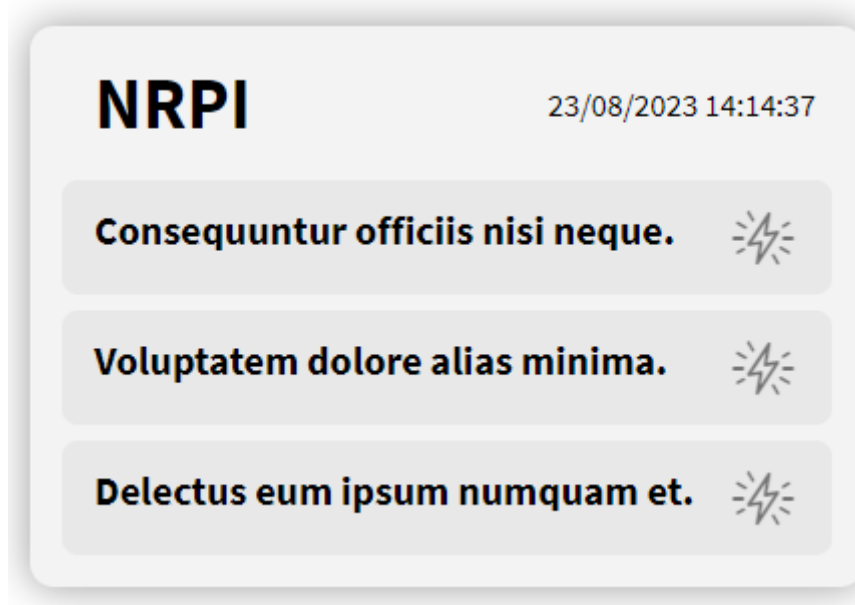 NRPI
23/08/2023 14:14:37
Consequuntur officiis nisi neque.
Voluptatem dolore alias minima.
Delectus eum ipsum numquam et.